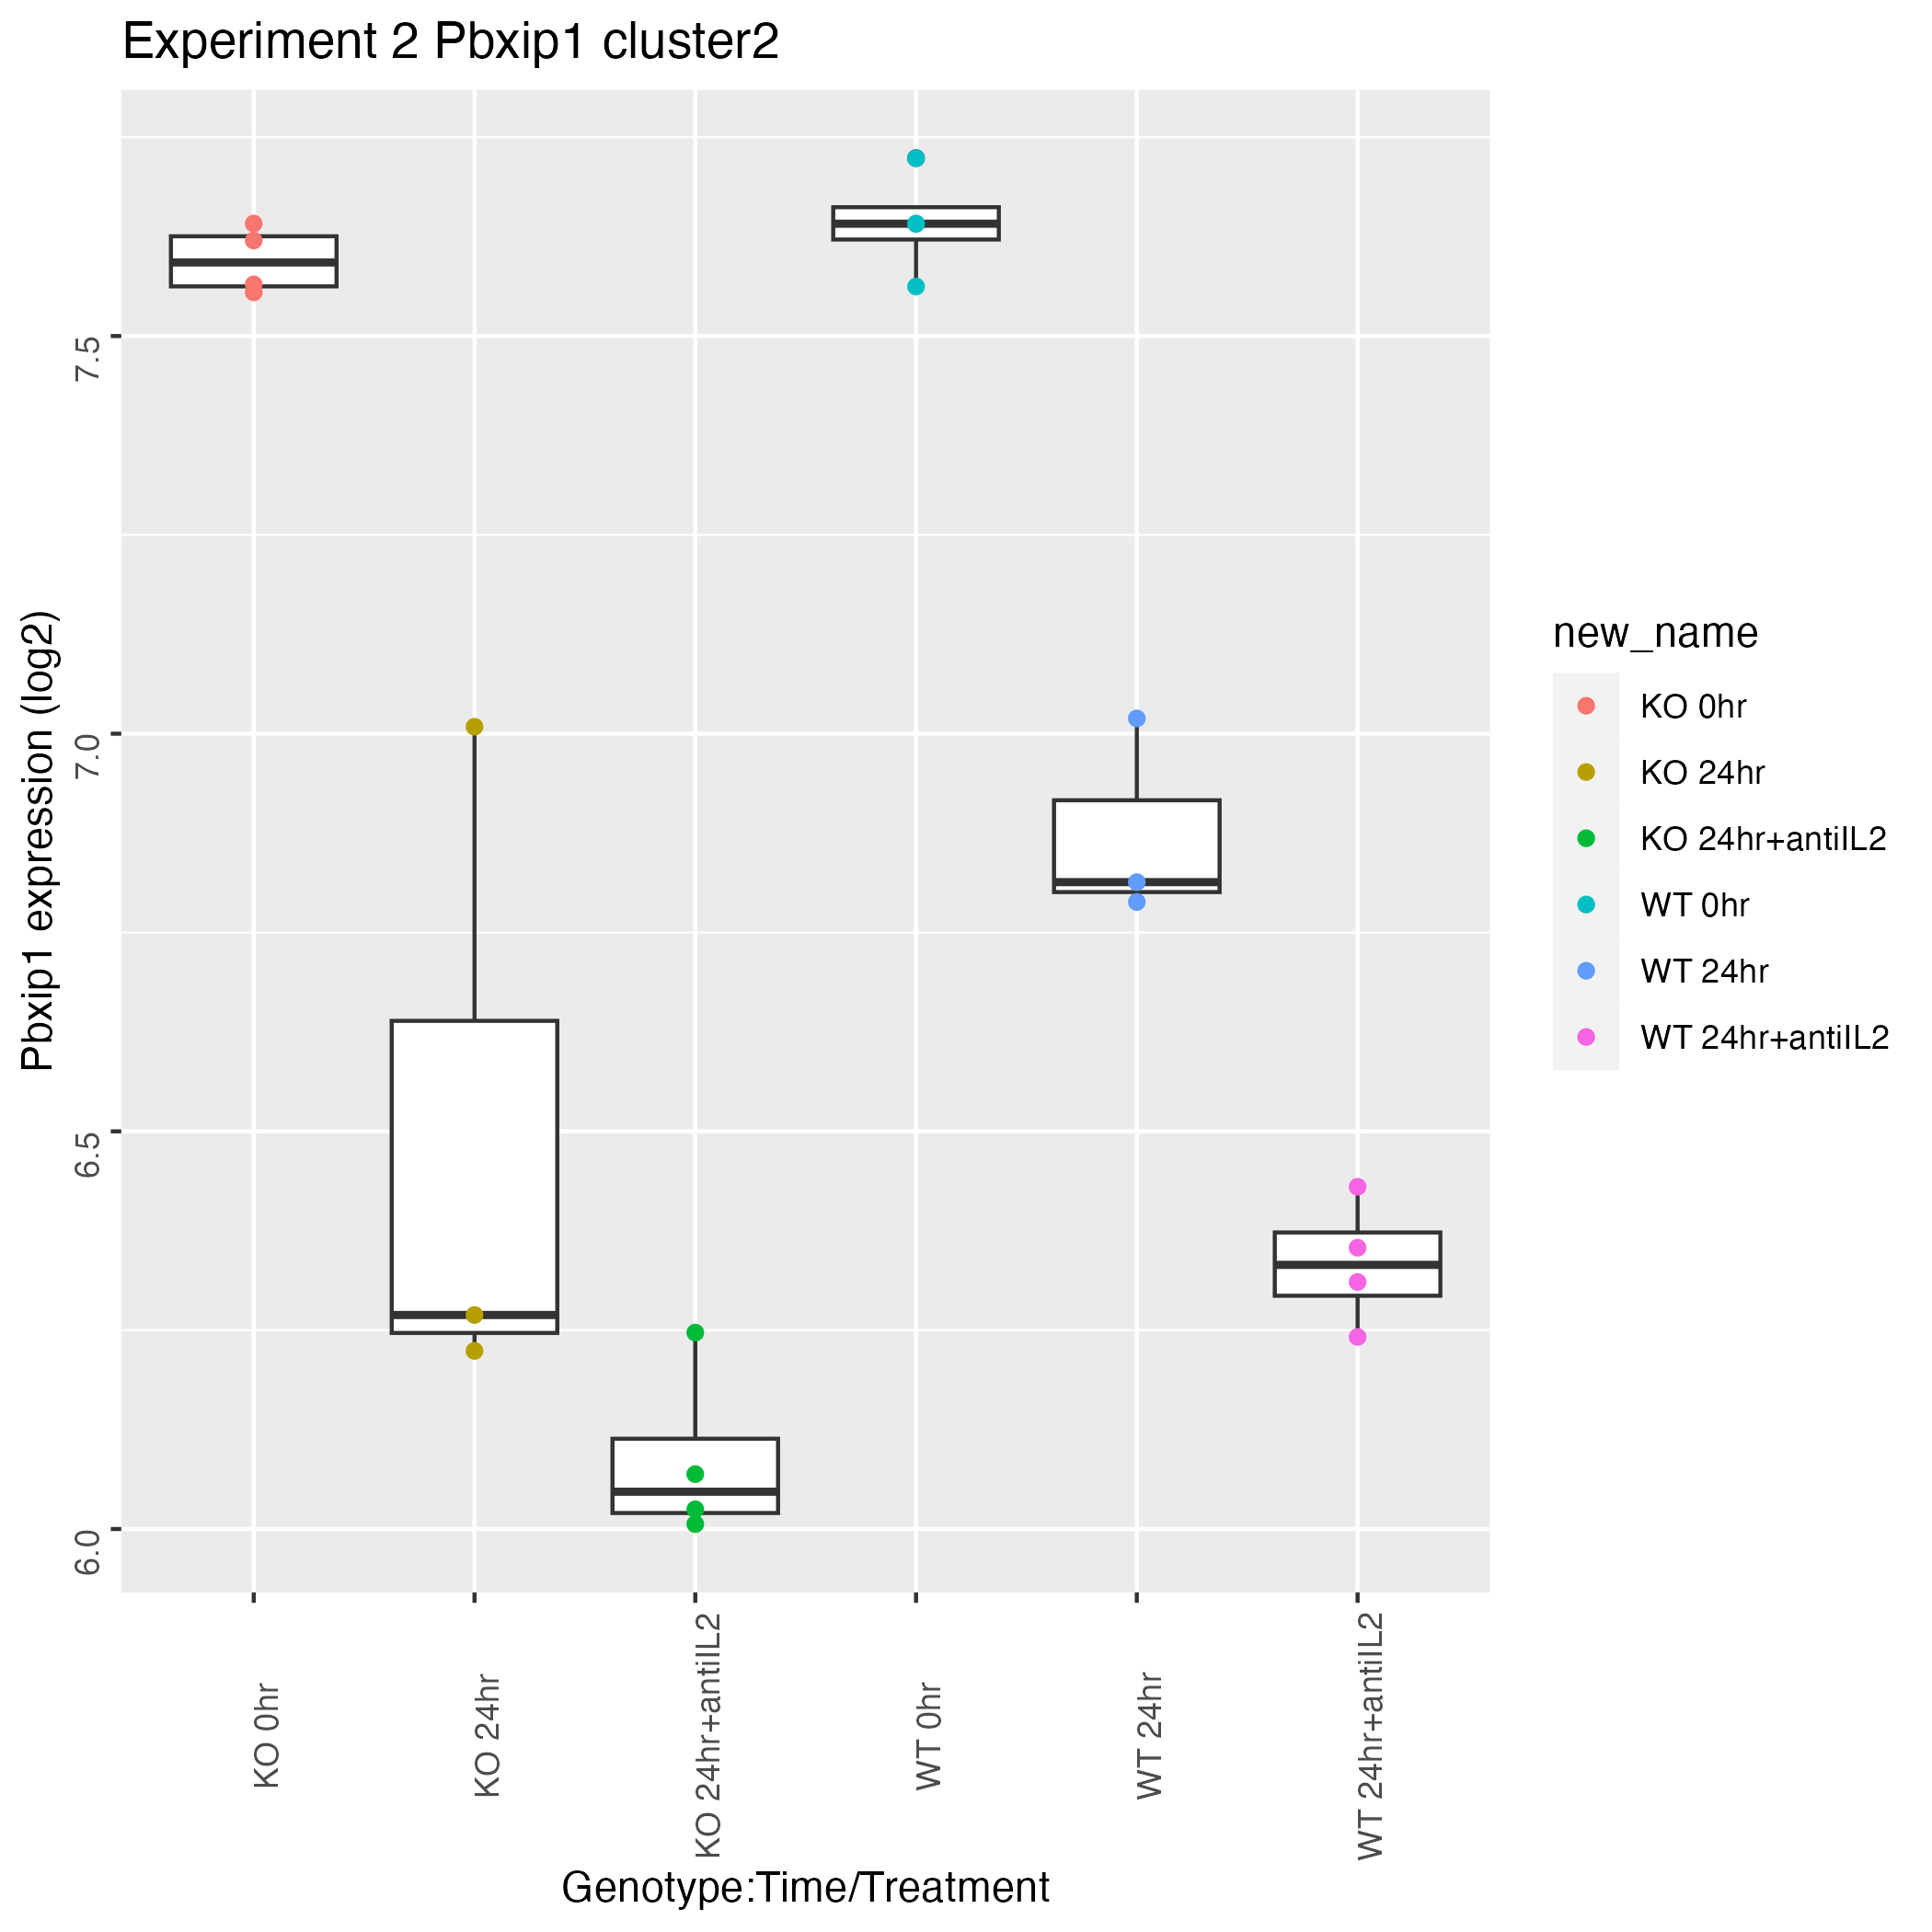 Experiment 2 Pbxip1 cluster2
Pbxip1 expression (log2)
7.5
7.0
6.5
6.0
KO 0hr
KO 24hr
KO 24hr+antiIL2
WT 0hr
WT 24hr
WT 24hr+antiIL2
Genotype:Time/Treatment
new_name
KO 0hr
KO 24hr
KO 24hr+antiIL2
WT 0hr
WT 24hr
WT 24hr+antiIL2